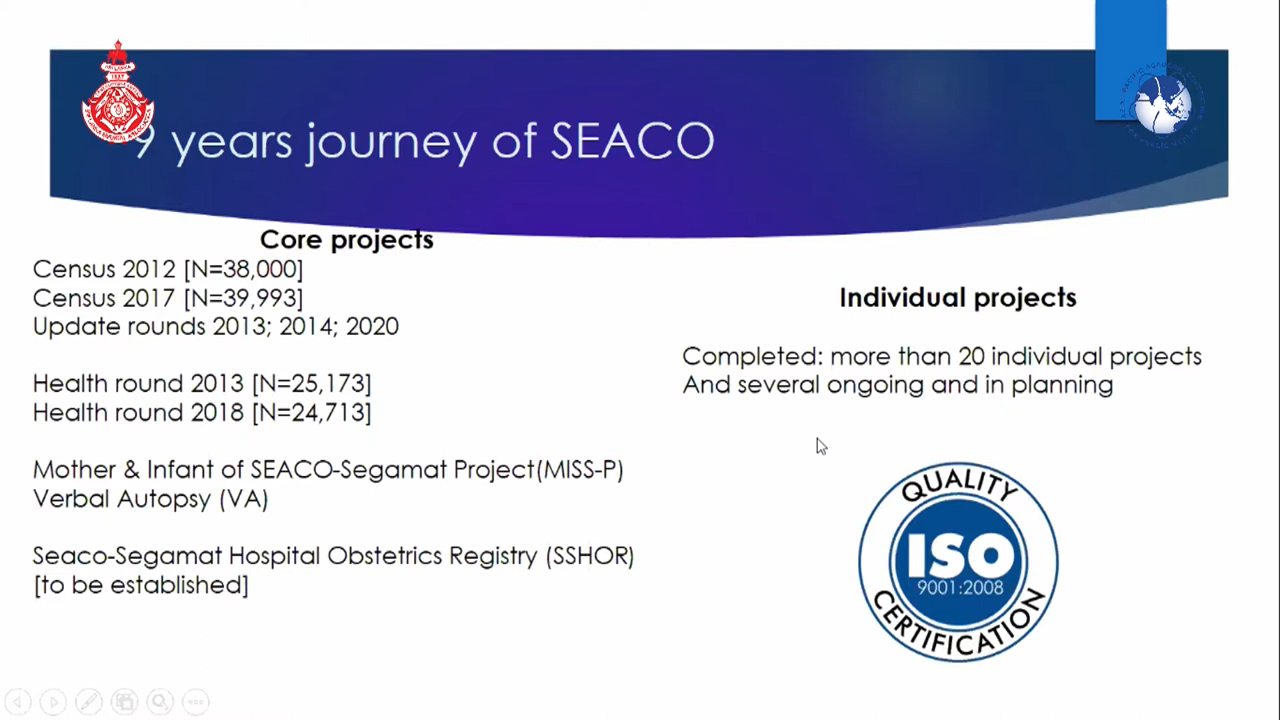 9 years journey of SEACO
Core projects
Census 2012 [N=38,000]
Census 2017 [N=39,993]
Update rounds 2013; 2014; 2020
Health round 2013 [N=25,173]
Health round 2018 [N=24,713]
Mother & Infant of SEACO-Segamat Project(MISS-P)
Verbal Autopsy (VA)
Seaco-Segamat Hospital Obstetrics Registry (SSHOR)
[to be established]
Individual projects
Completed: more than 20 individual projects
And several ongoing and in planning
QUALITY
ISO
9001:2008
CERTIFICATION